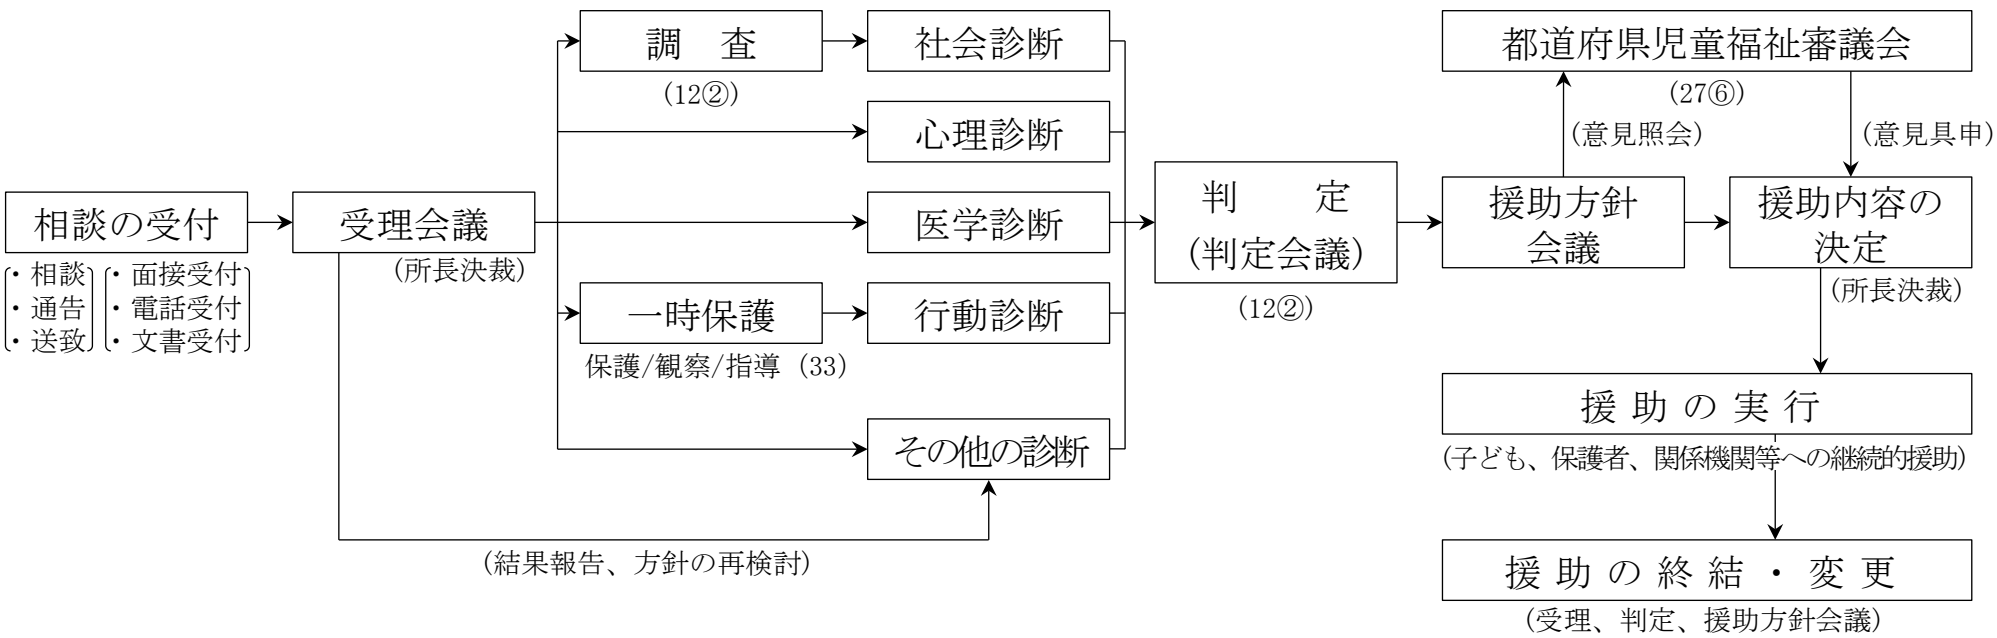 相談の受付
・相談
・通告
・送致
・面接受付
・電話受付
・文書受付
受理会議
(所長決裁)
調　査
(12②)
社会診断
心理診断
医学診断
一時保護
保護/観察/指導 (33)
行動診断
その他の診断
(結果報告、方針の再検討)
判　定
(判定会議)
(12②)
都道府県児童福祉審議会
(27⑥)
(意見照会)
(意見具申)
援助方針
会議
援助内容の
決定
(所長決裁)
援助の実行
(子ども、保護者、関係機関等への継続的援助)
援助の終結・変更
(受理、判定、援助方針会議)